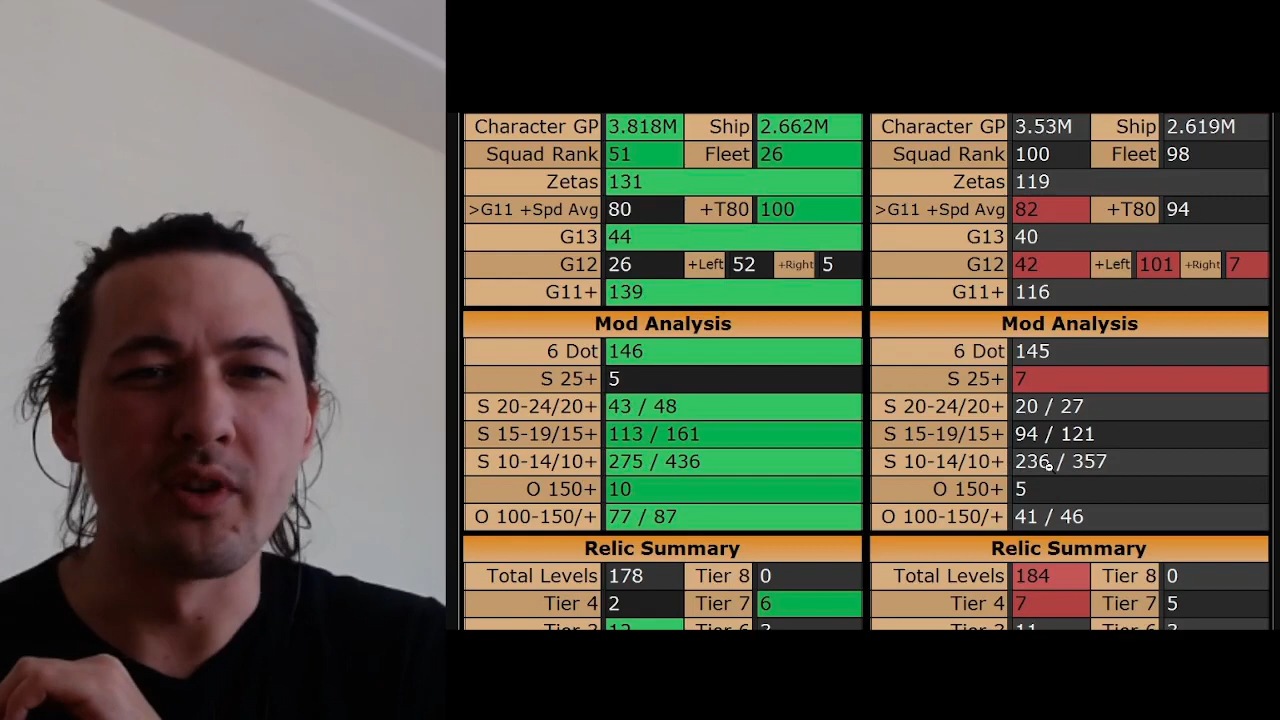 Character GP 3.818M Ship 2.662M
Squad Rank 51 Fleet 26
Zetas 131
>G11 +Spd Avg 80 +T80 100
G13 44
G12 26 +Left 52 +Right 5
G11+ 139
Mod Analysis
6 Dot 146
S 25+ 5
S 20-24/20+ 43 / 48
S 15-19/15+ 113 / 161
S 10-14/10+ 275 / 436
O 150+ 10
O 100-150/+ 77 / 87
Relic Summary
Total Levels 178 Tier 8 0
Tier 4 2 Tier 7 6
Character GP 3.53M Ship 2.619M
Squad Rank 100 Fleet 98
Zetas 119
>G11 +Spd Avg 82 +T80 94
G13 40
G12 42 +Left 101 +Right 7
G11+ 116
Mod Analysis
6 Dot 145
S 25+ 7
S 20-24/20+ 20 / 27
S 15-19/15+ 94 / 121
S 10-14/10+ 236 / 357
O 150+ 5
O 100-150/+ 41 / 46
Relic Summary
Total Levels 184 Tier 8 0
Tier 4 7 Tier 7 5